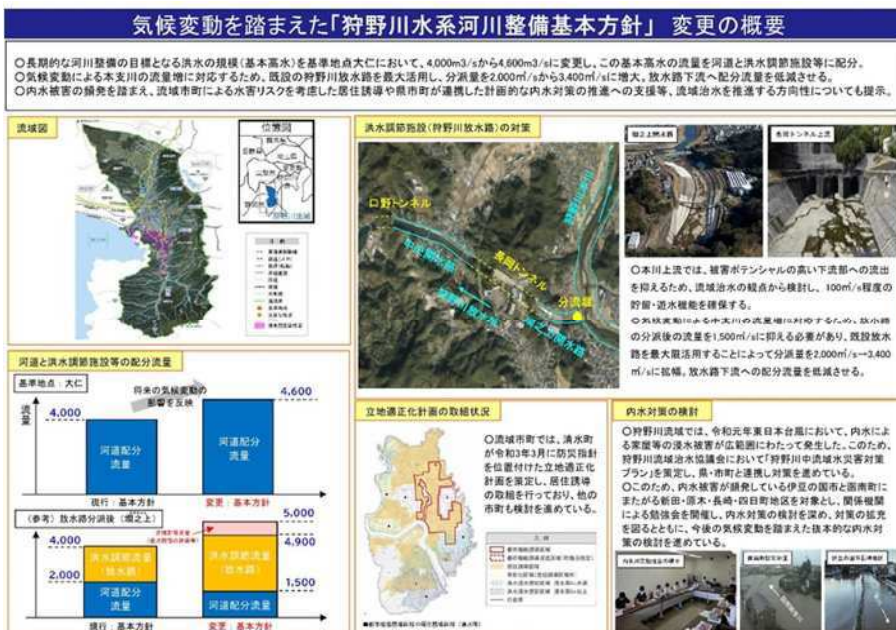 気候変動を踏まえた「狩野川水系河川整備基本方針」 変更の概要
○長期的な河川整備の目標となる洪水の規模(基本高水)を基準地点大仁において、4,000m3/sから4,600m3/sに変更し、この基本高水の流量を河道と洪水調節施設等に配分。
○気候変動による本支川の流量増に対応するため、既設の狩野川放水路を最大活用し、分派量を2,000㎥/sから3,400㎥/sに増大。放水路下流へ配分流量を低減させる。
○内水被害の頻発を踏まえ、流域市町による水害リスクを考慮した居住誘導や県市町が連携した計画的な内水対策の推進への支援等、流域治水を推進する方向性についても提示。
流域図
位置図
凡例
洪水調節施設(狩野川放水路)の対策
口野トンネル
長岡トンネル
狩野川放水路
分流堰
長岡トンネル上流
○本川上流では、被害ポテンシャルの高い下流部への流出
を抑えるため、流域治水の観点から検討し、100㎥/s程度の
貯留・遊水機能を確保する。
の分派後の流量を1,500㎥/sに抑える必要があり、既設放水
路を最大限活用することによって分派量を2,000㎥/s→3,400
㎥/sに拡幅。放水路下流への配分流量を低減させる。
河道と洪水調節施設等の配分流量
基準地点:大仁
将来の気候変動の
影響を反映
流量
4,000
4,600
河道配分
流量
河道配分
流量
現行:基本方針
変更:基本方針
(参考)放水路分派後(墹之上)
5,000
4,000
4,900
洪水調節流量
(放水路)
洪水調節流量
(放水路)
2,000
1,500
河道配分
流量
河道配分流量
現行:基本方針
変更:基本方針
立地適正化計画の取組状況
○流域市町では、清水町
が令和3年3月に防災指針
を位置付けた立地適正化
計画を策定し、居住誘導
の取組を行っており、他の
市町も検討を進めている。
凡例
内水対策の検討
○狩野川流域では、令和元年東日本台風において、内水によ
る家屋等の浸水被害が広範囲にわたって発生した。このため、
狩野川流域治水協議会において「狩野川中流域水災害対策
プラン」を策定し、県・市町と連携し対策を進めている。
○このため、内水被害が頻発している伊豆の国市と函南町に
またがる新田・原木・長崎・四日町地区を対象とし、関係機関
による勉強会を開催し、内水対策の検討を深め、対策の拡充
を図るとともに、今後の気候変動を踏まえた抜本的な内水対
策の検討を進めている。